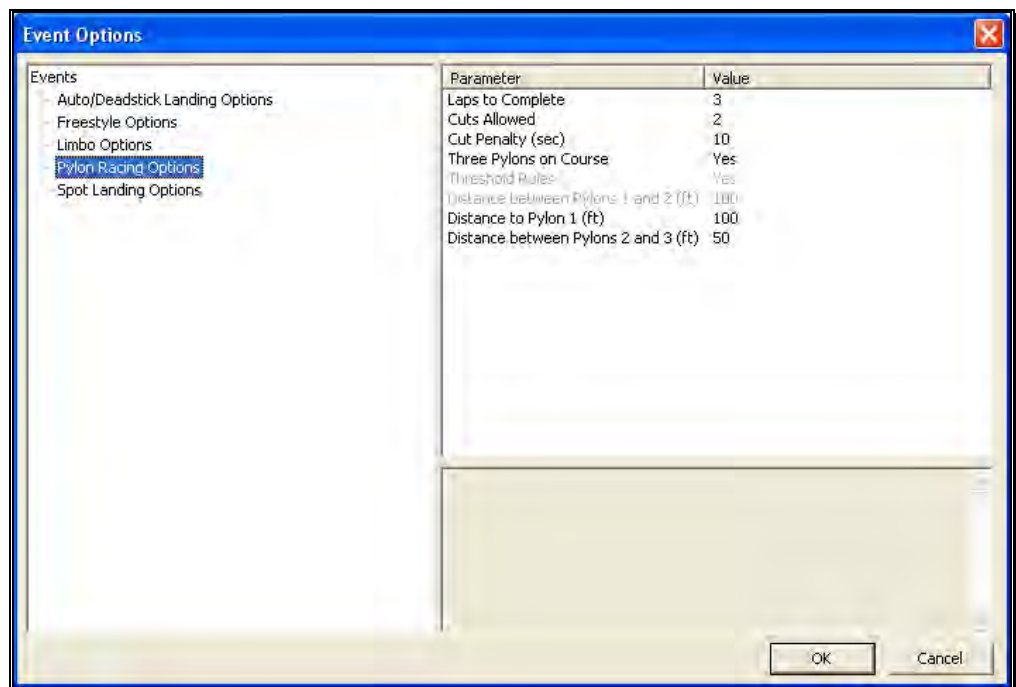 Event Options
Events
Auto/Deadstick Landing Options
Freestyle Options
Limbo Options
Pylon Racing Options
Spot Landing Options
Parameter Value
Laps to Complete 3
Cuts Allowed 2
Cut Penalty (sec) 10
Three Pylons on Course Yes
Threshold Rules Yes
Distance between Pylons 1 and 2 (ft) 180
Distance to Pylon 1 (ft) 100
Distance between Pylons 2 and 3 (ft) 50
OK Cancel